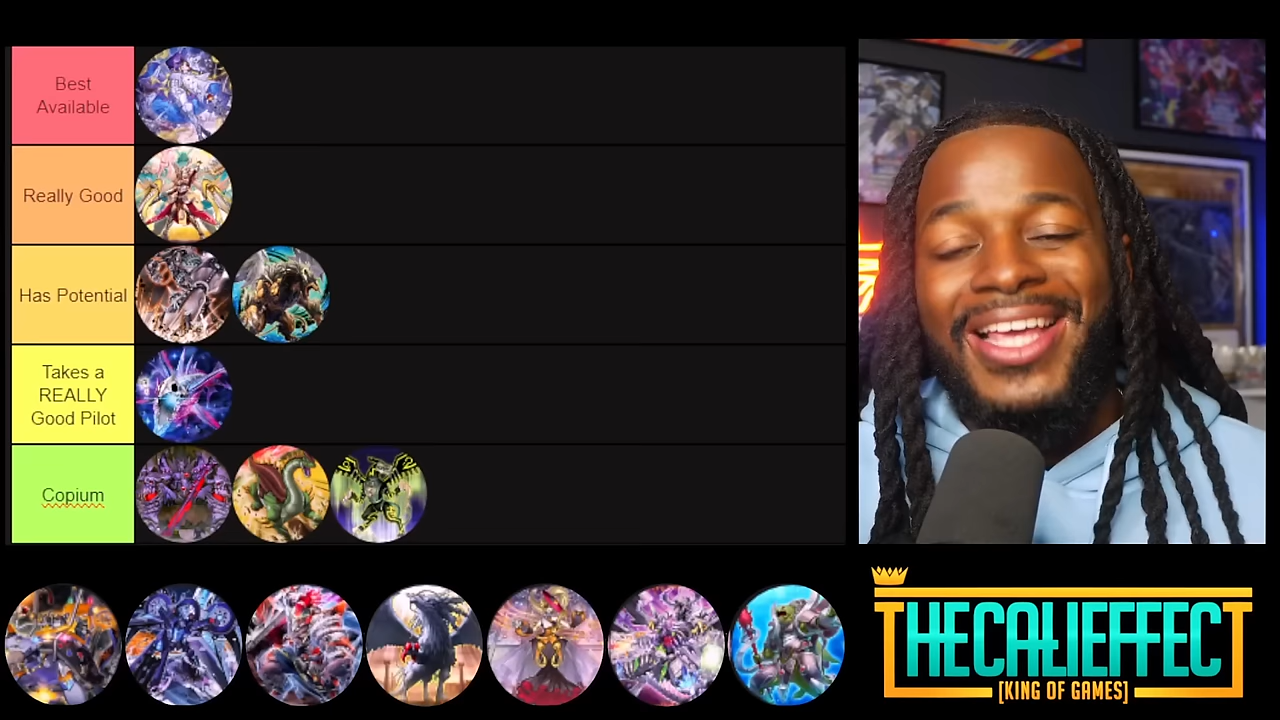 Best
Available
Really Good
Has Potential
Takes a
REALLY
Good Pilot
Copium
THECALIEFFECT
[KING OF GAMES]